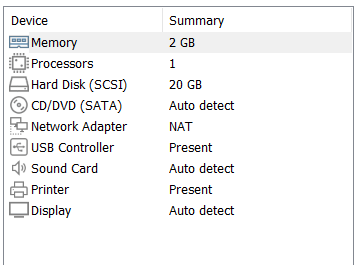 Device Summary
Memory 2 GB
Processors 1
Hard Disk (SCSI) 20 GB
CD/DVD (SATA) Auto detect
Network Adapter NAT
USB Controller Present
Sound Card Auto detect
Printer Present
Display Auto detect